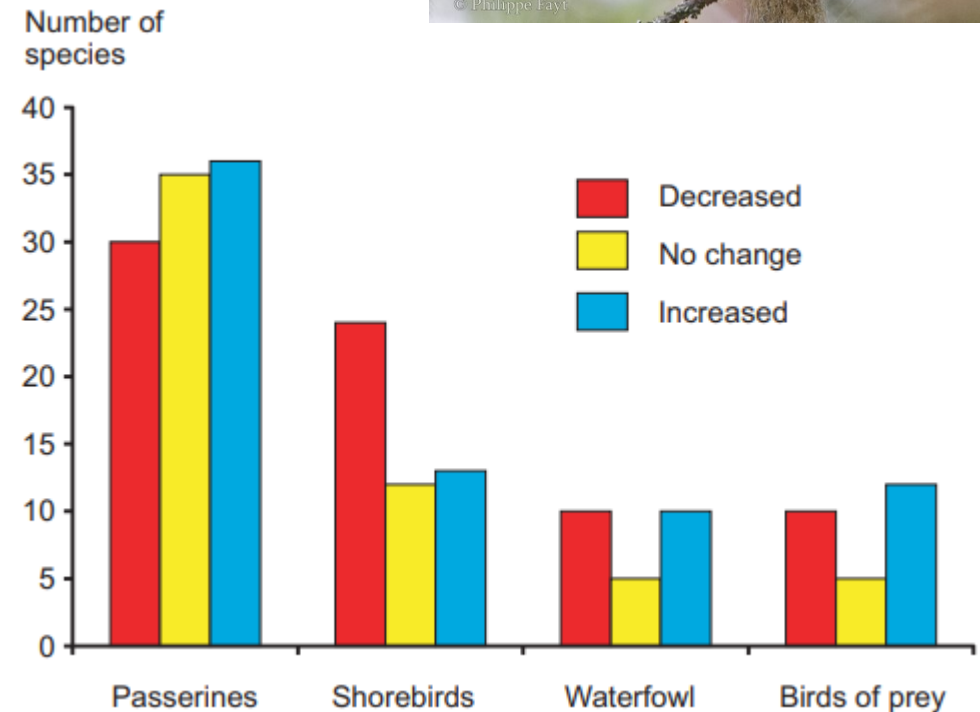 © Philippe Fayt
Number of
species
40
35
30
25
20
15
10
5
0
Decreased
No change
Increased
Passerines Shorebirds Waterfowl Birds of prey